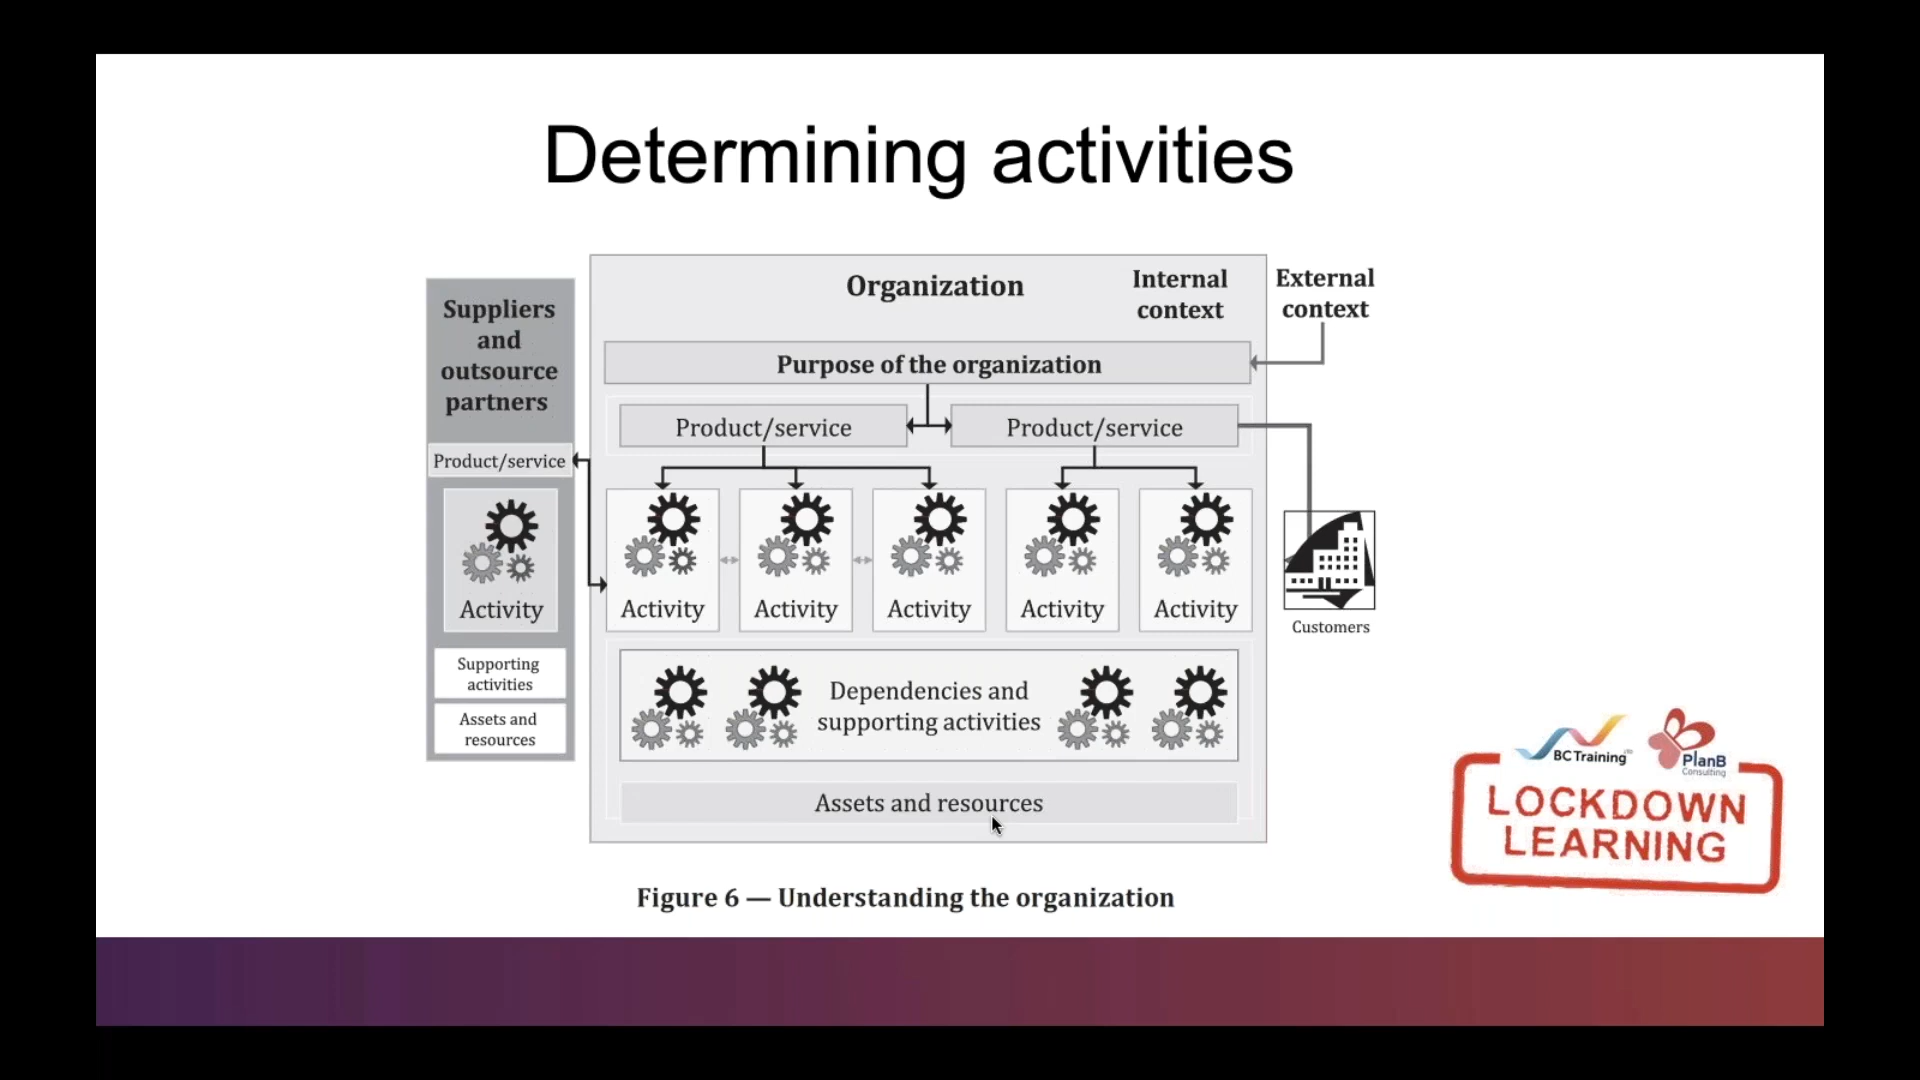 Determining activities
Suppliers
and
outsource
partners
Product/service
Activity
Supporting
activities
Assets and
resources
Organization
Internal
context
External
context
Purpose of the organization
Product/service
Product/service
Activity
Activity
Activity
Activity
Activity
Customers
Dependencies and
supporting activities
Assets and resources
Figure 6 — Understanding the organization
BC Training
PlanB
Consulting
LOCKDOWN
LEARNING